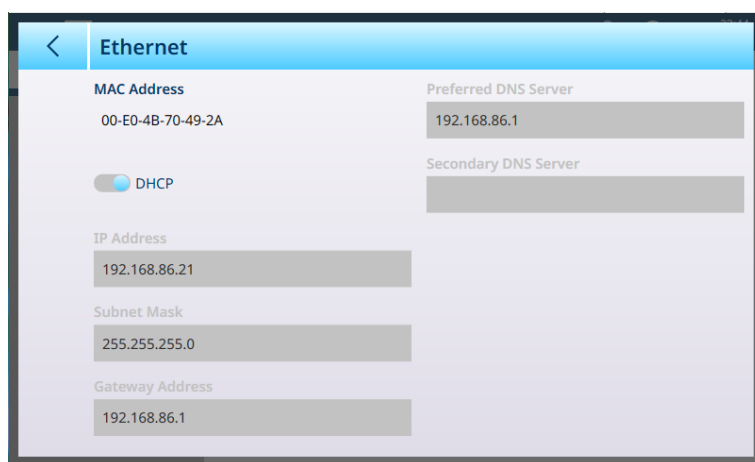 Ethernet
MAC Address
00-E0-4B-70-49-2A
DHCP
IP Address
192.168.86.21
Subnet Mask
255.255.255.0
Gateway Address
192.168.86.1
Preferred DNS Server
192.168.86.1
Secondary DNS Server